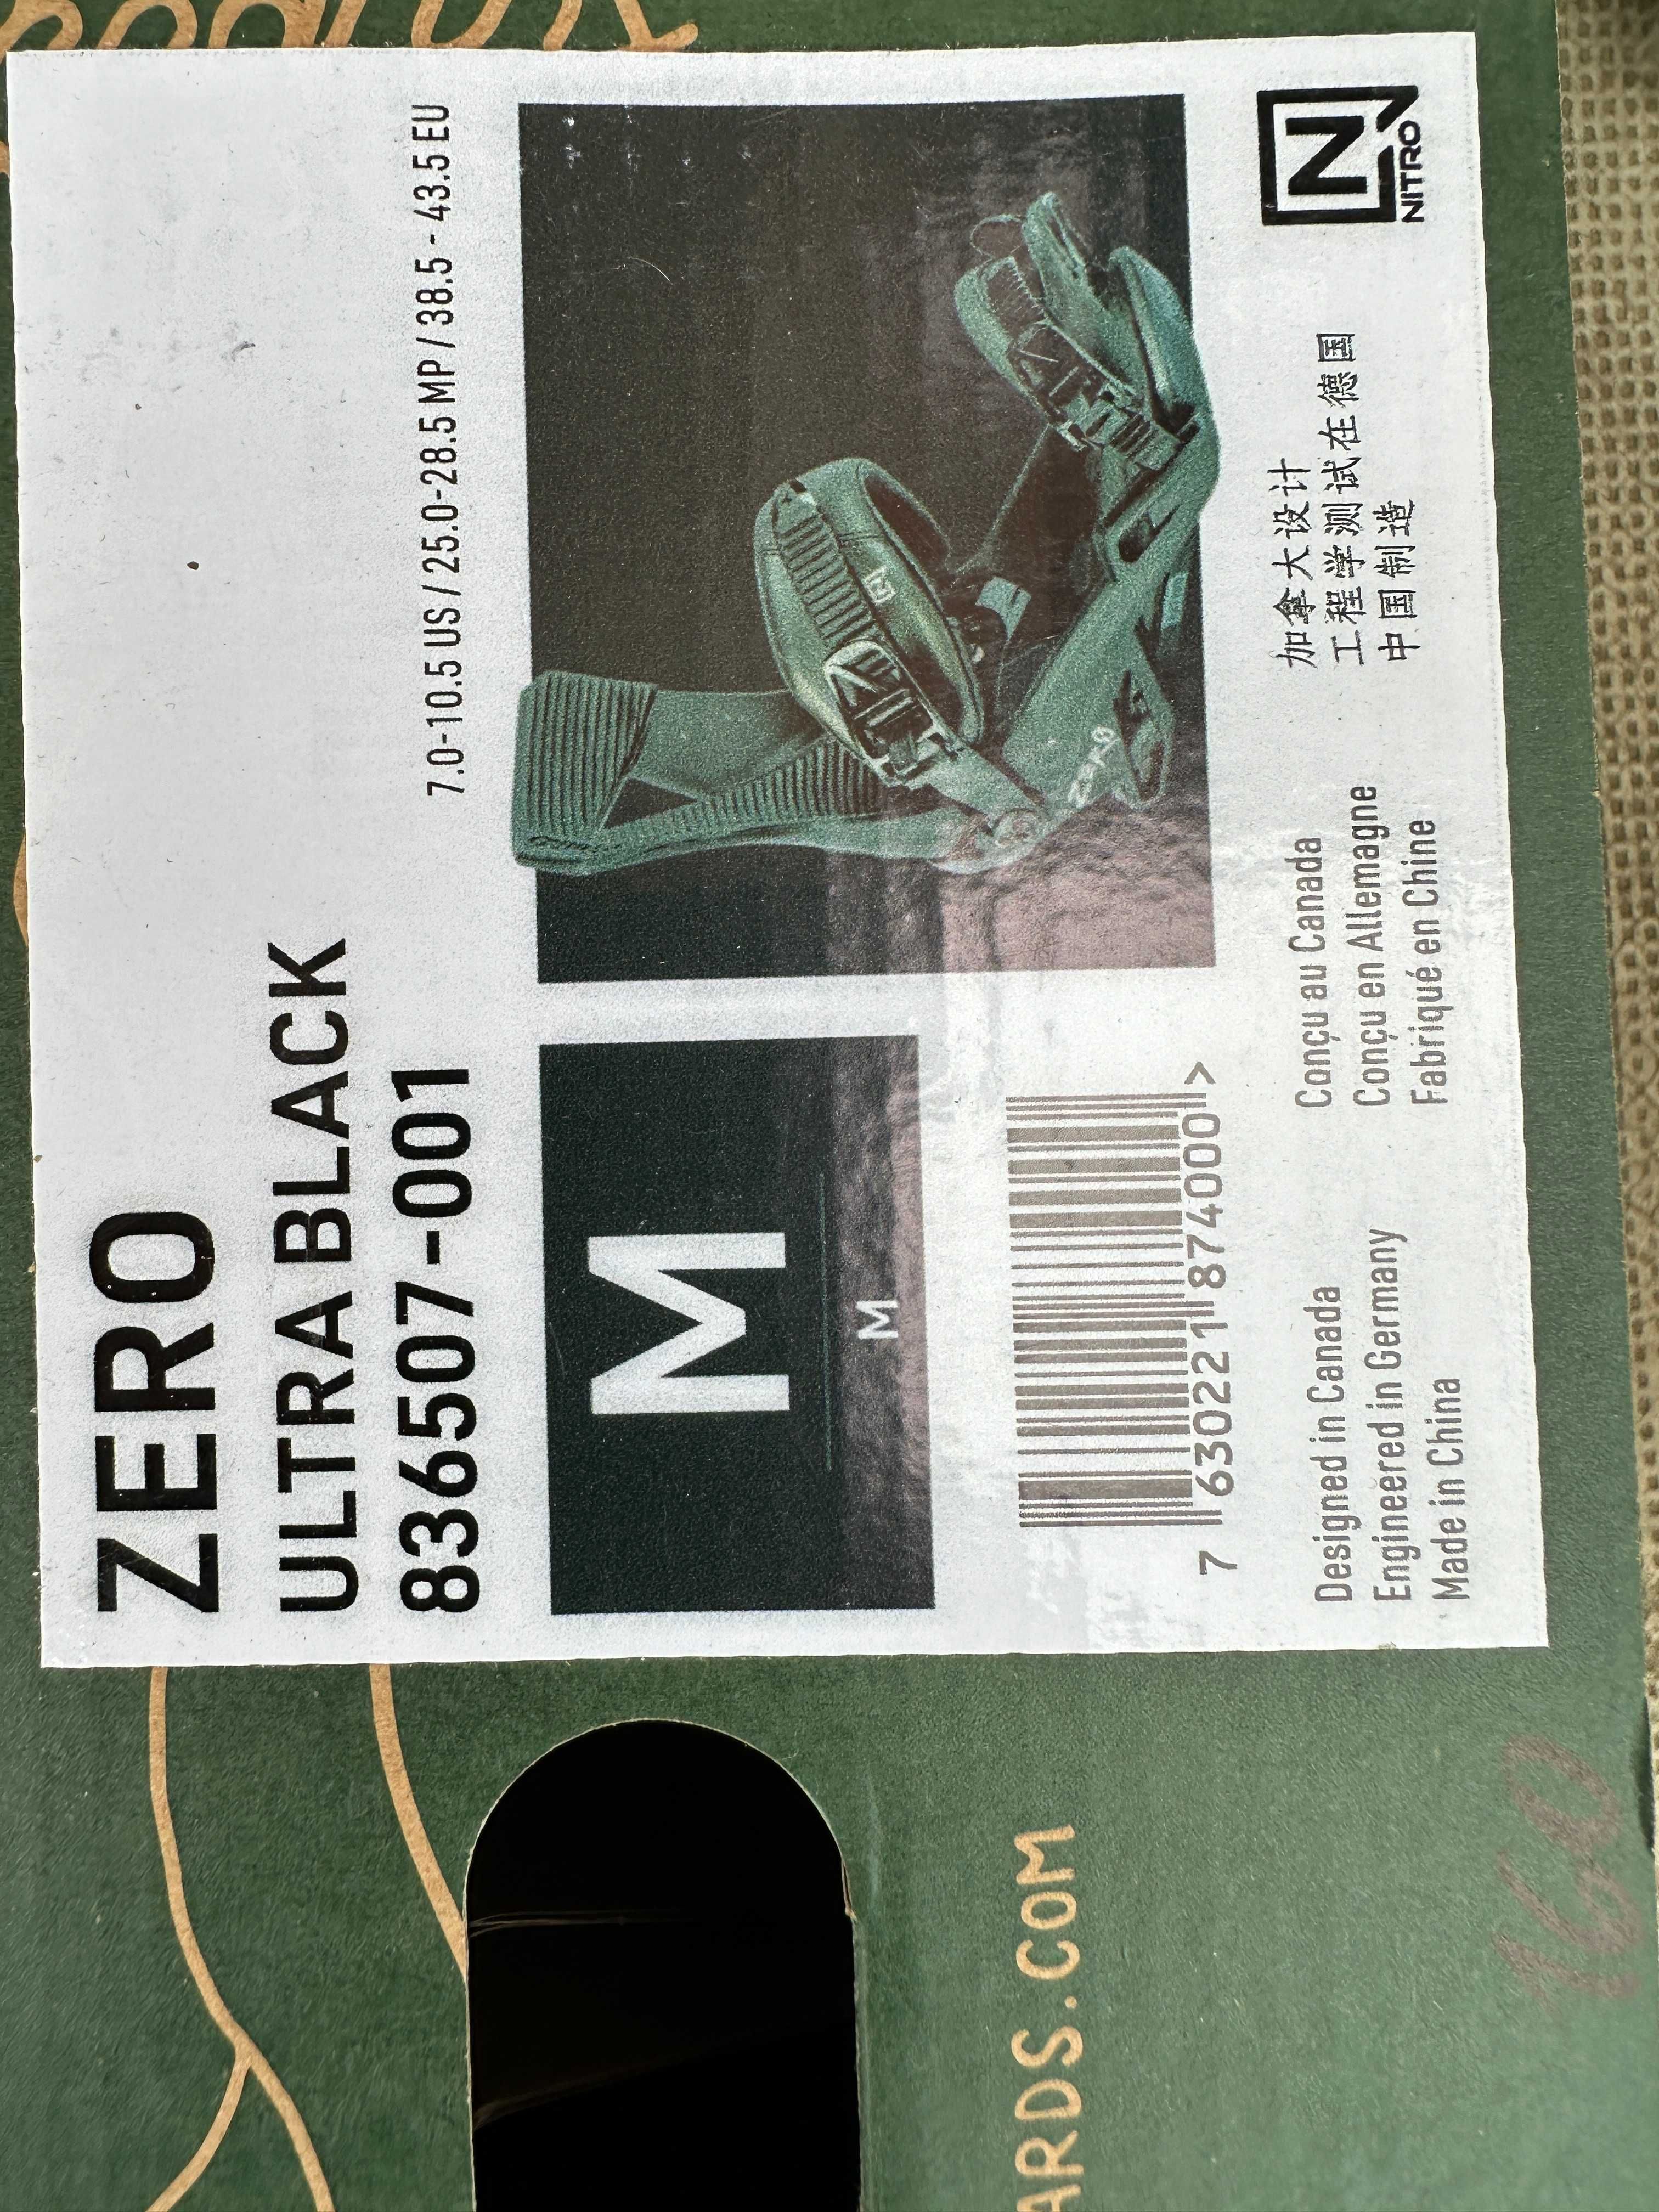 ZERO
ULTRA BLACK
836507-001
7.0-10.5 US / 25.0-28.5 MP / 38.5 - 43.5 EU
M
M
ZERO
7 630221 874000 >
Designed in Canada
Engineered in Germany
Made in China
Conçu au Canada
Conçu en Allemagne
Fabriqué en Chine
加拿大设计
工程学测试在德国
中国制造
N
NITRO
ARDS.COM
160